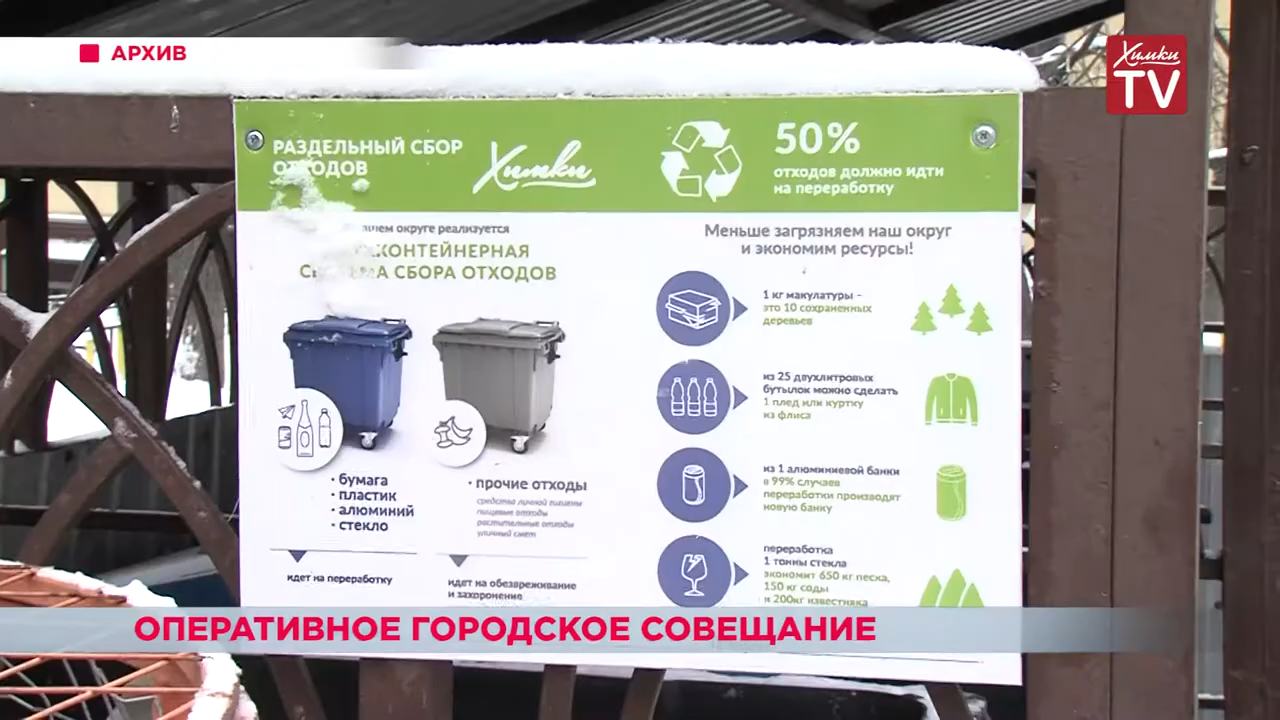 АРХИВ
Химки
TV
РАЗДЕЛЬНЫЙ СБОР
ОТХОДОВ
Химки
50%
отходов должно идти
на переработку
округе реализуется
КОНТЕЙНЕРНАЯ
СБОРА ОТХОДОВ
· бумага
· пластик
· алюминий
· стекло
идет на переработку
· прочие отходы
средства личной гигиены
пищевые отходы
растительные отходы
уличный смет
идет на обезвреживание
и захоронение
Меньше загрязняем наш округ
и экономим ресурсы!
1 кг макулатуры -
это 10 сохраненных
деревьев
из 25 двухлитровых
бутылок можно сделать
1 плед или куртку
из флиса
из 1 алюминиевой банки
в 99% случаев
переработки производят
новую банку
переработка
1 тонны стекла
экономит 650 кг песка,
150 кг соды
и 200кг известняка
ОПЕРАТИВНОЕ ГОРОДСКОЕ СОВЕЩАНИЕ